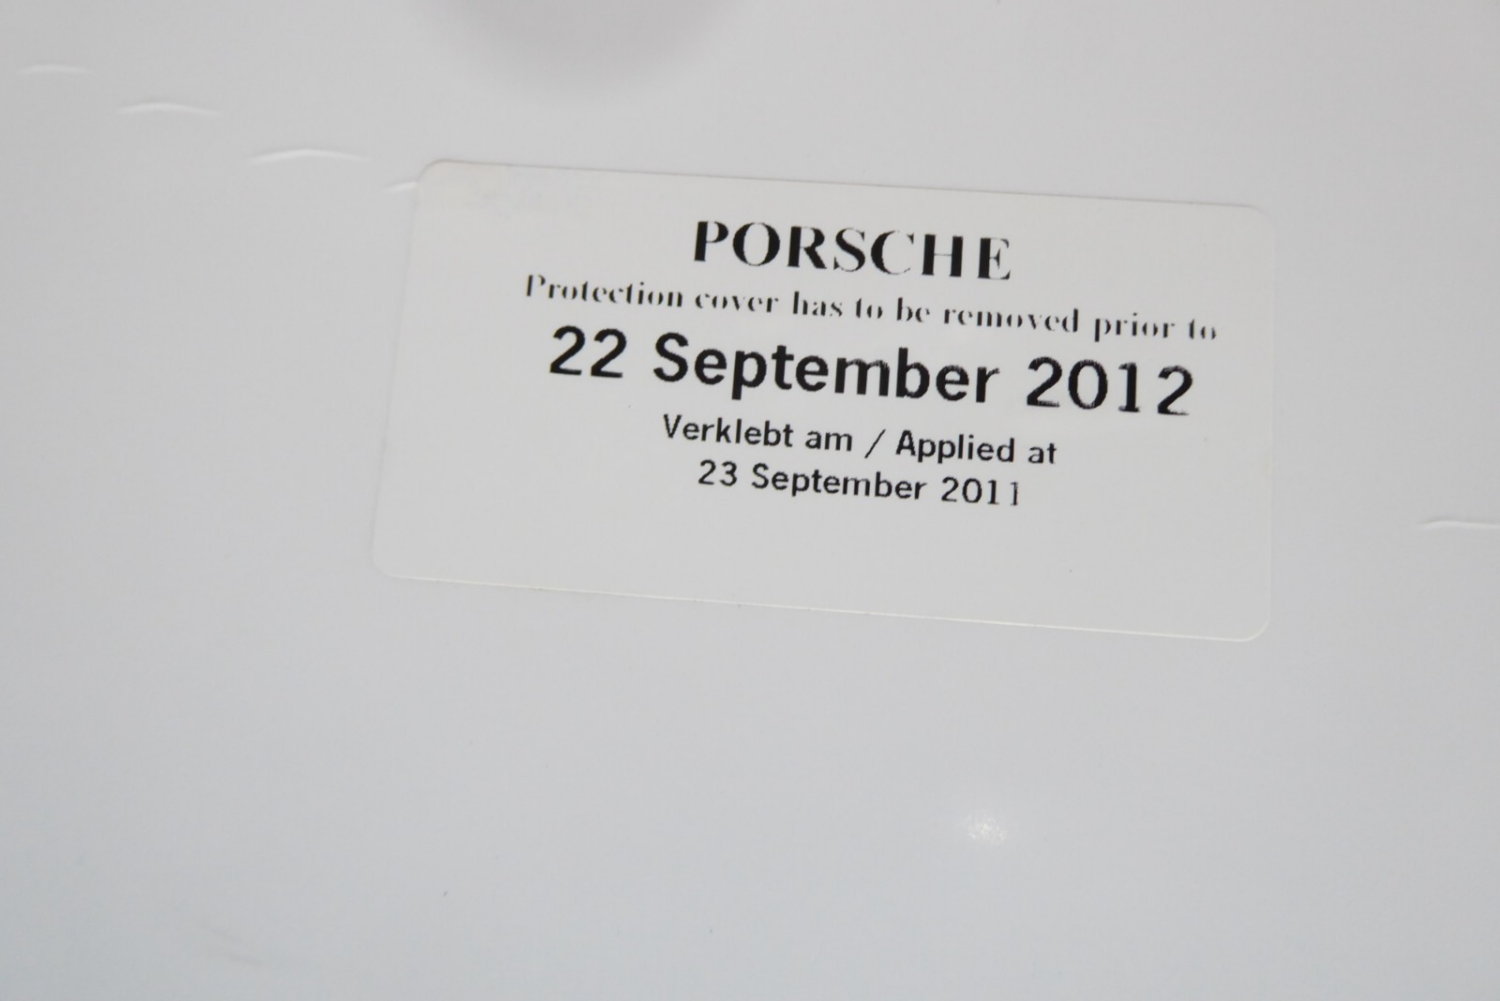 PORSCHE
Protection cover has to be removed prior to
22 September 2012
Verklebt am / Applied at
23 September 2011